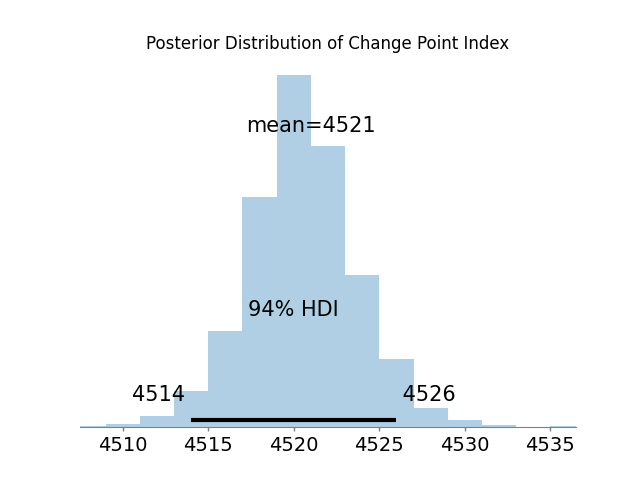 Posterior Distribution of Change Point Index
mean=4521
94% HDI
4514 4526
4510 4515 4520 4525 4530 4535